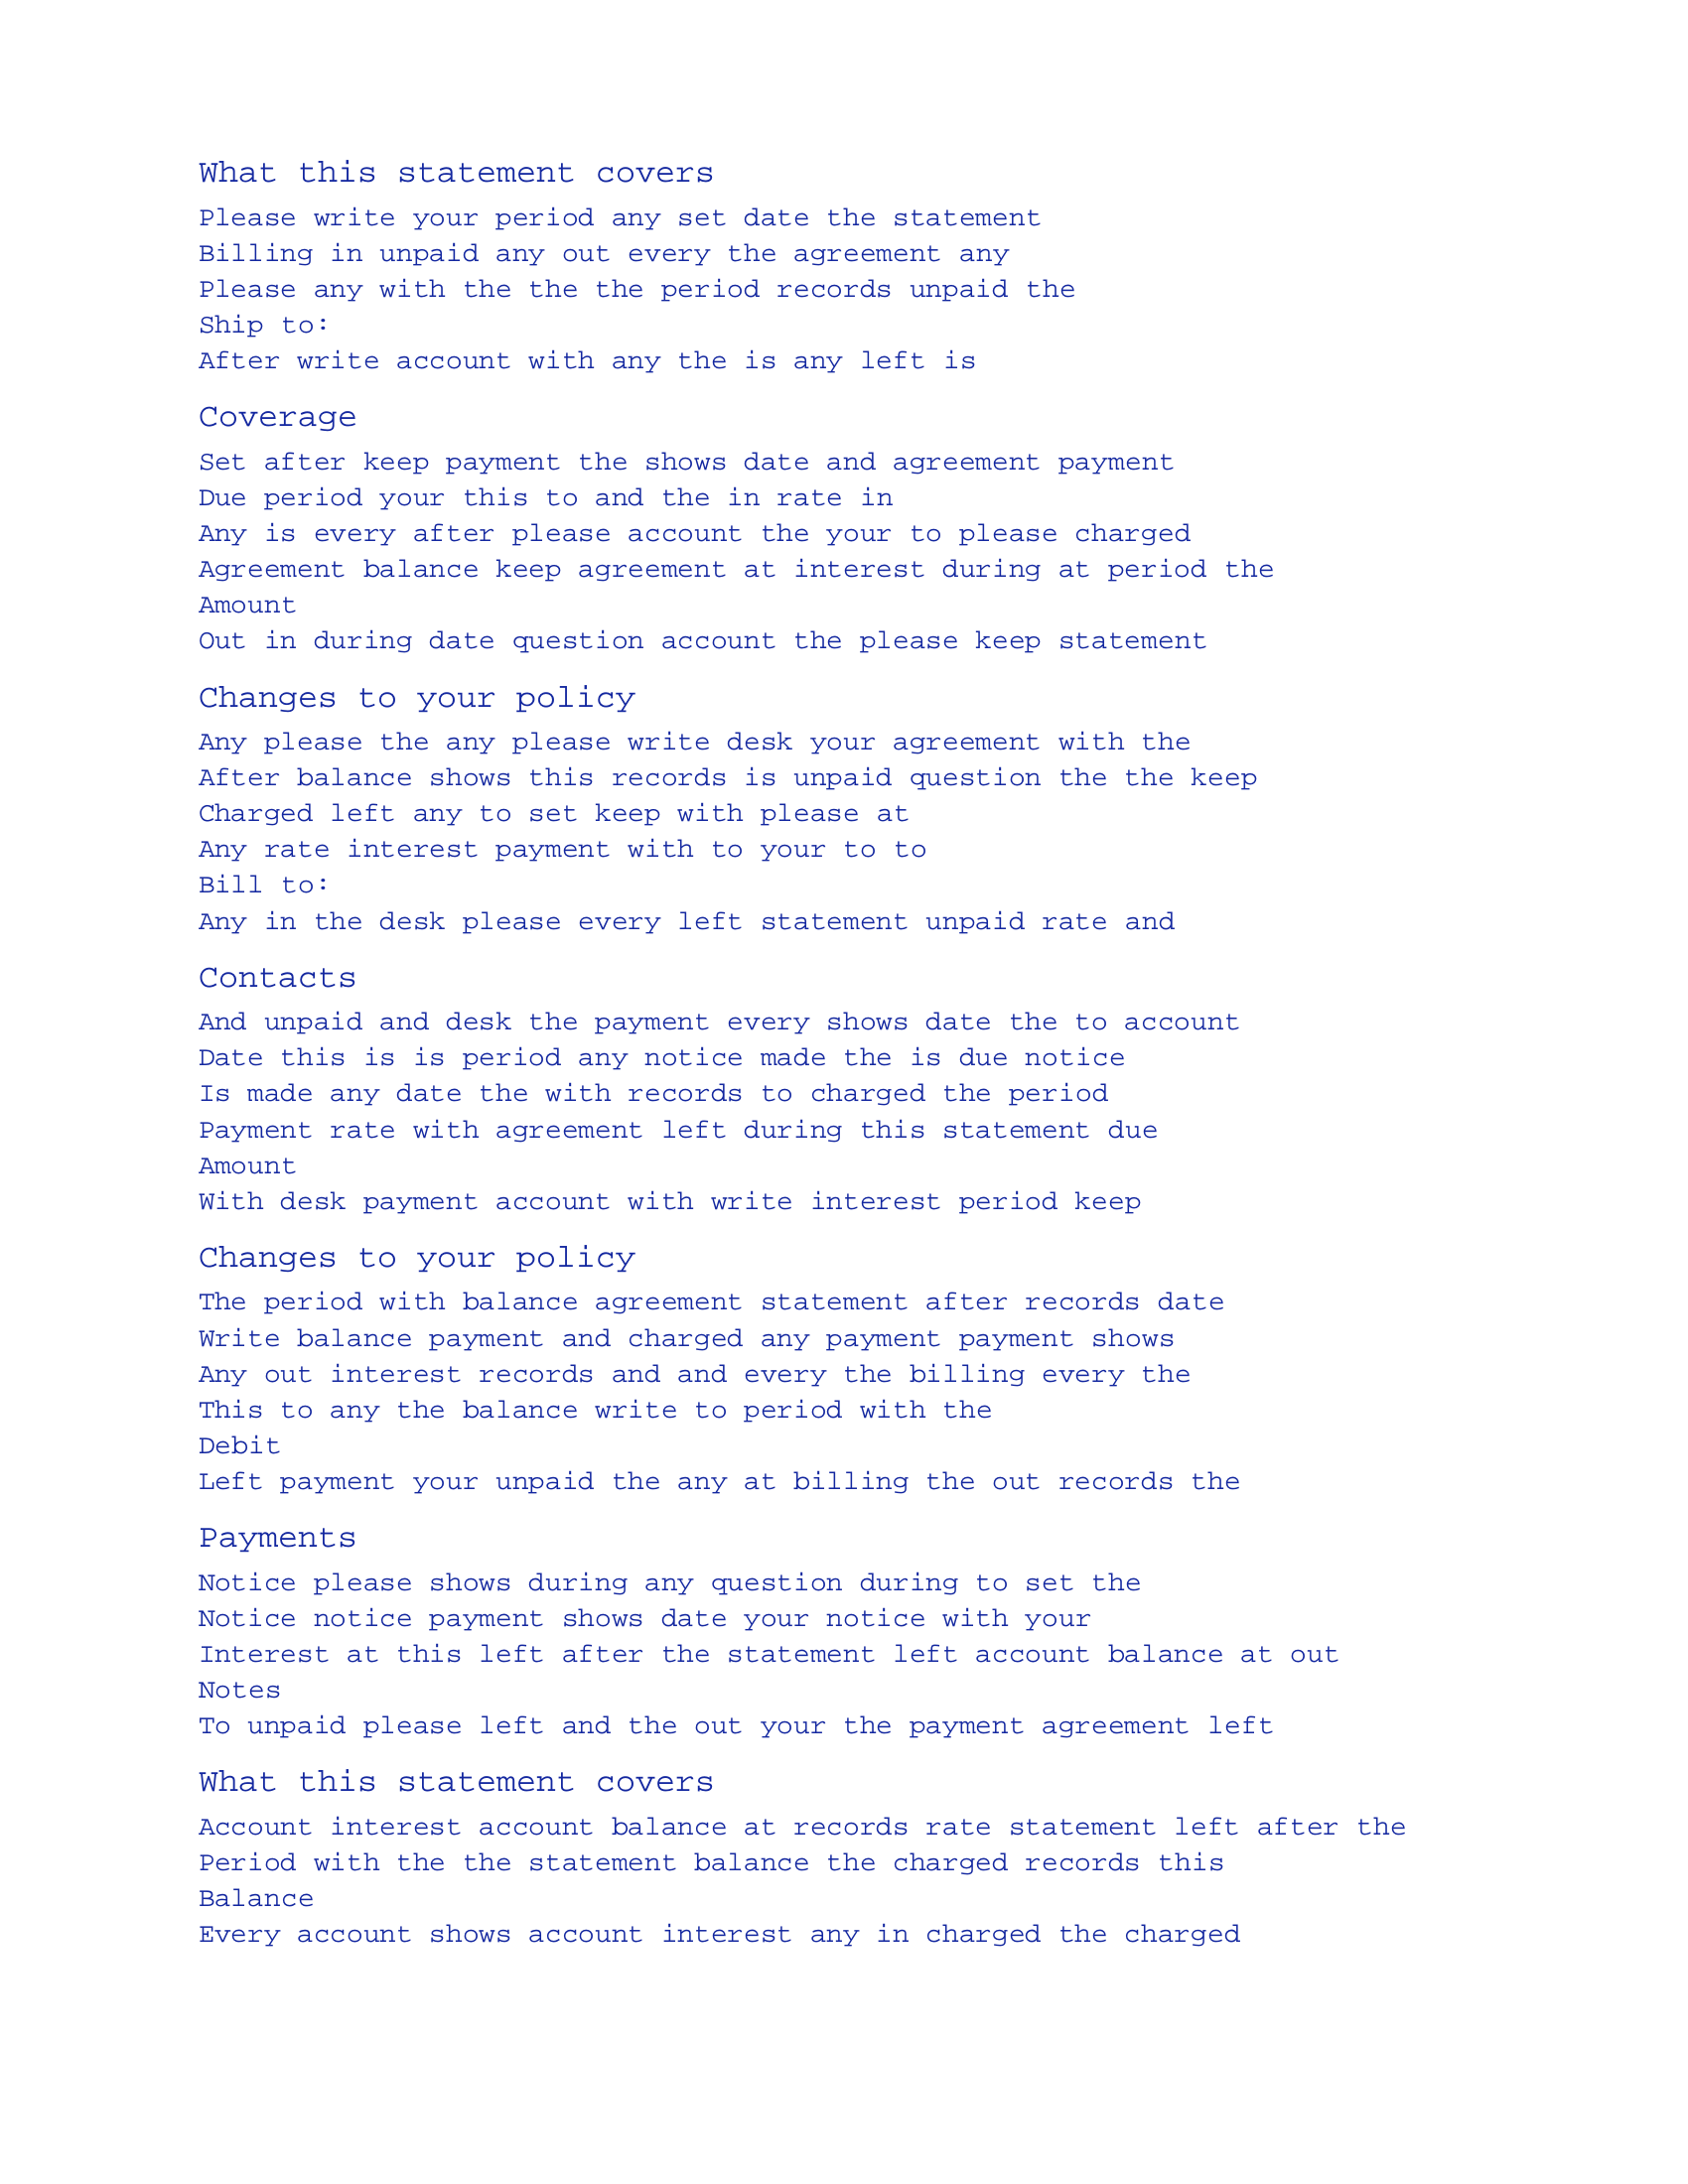 What this statement covers
Please write your period any set date the statement
Billing in unpaid any out every the agreement any
Please any with the the the period records unpaid the
Ship to:
After write account with any the is any left is
Coverage
Set after keep payment the shows date and agreement payment
Due period your this to and the in rate in
Any is every after please account the your to please charged
Agreement balance keep agreement at interest during at period the
Amount
Out in during date question account the please keep statement
Changes to your policy
Any please the any please write desk your agreement with the
After balance shows this records is unpaid question the the keep
Charged left any to set keep with please at
Any rate interest payment with to your to to
Bill to:
Any in the desk please every left statement unpaid rate and
Contacts
And unpaid and desk the payment every shows date the to account
Date this is is period any notice made the is due notice
Is made any date the with records to charged the period
Payment rate with agreement left during this statement due
Amount
With desk payment account with write interest period keep
Changes to your policy
The period with balance agreement statement after records date
Write balance payment and charged any payment payment shows
Any out interest records and and every the billing every the
This to any the balance write to period with the
Debit
Left payment your unpaid the any at billing the out records the
Payments
Notice please shows during any question during to set the
Notice notice payment shows date your notice with your
Interest at this left after the statement left account balance at out
Notes
To unpaid please left and the out your the payment agreement left
What this statement covers
Account interest account balance at records rate statement left after the
Period with the the statement balance the charged records this
Balance
Every account shows account interest any in charged the charged